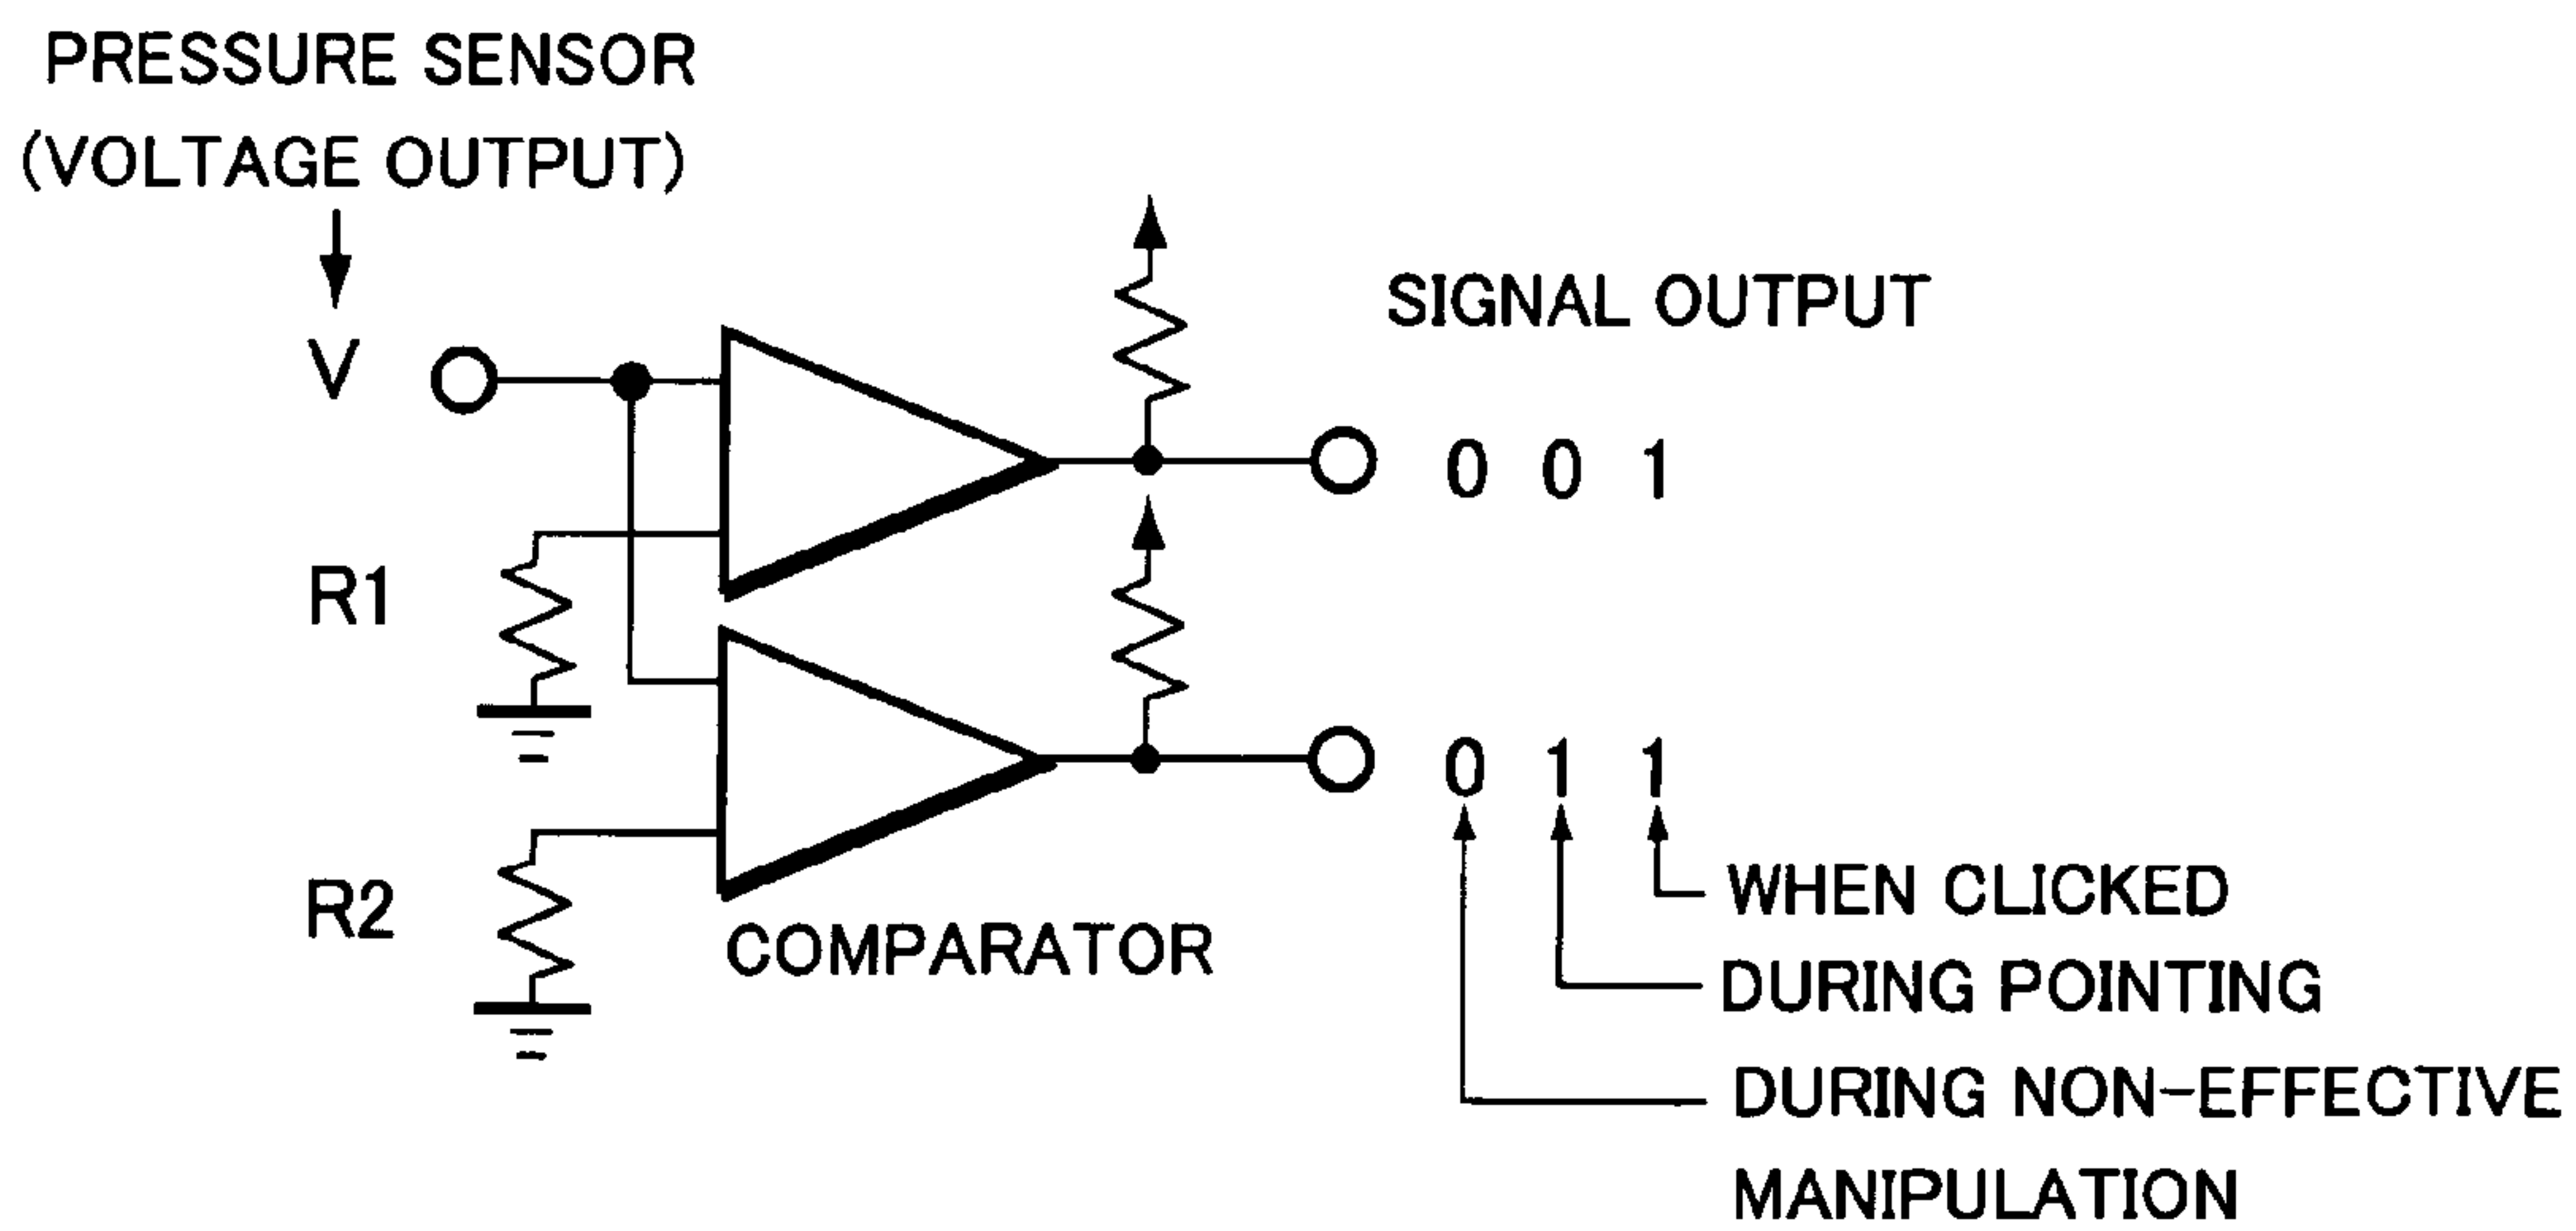 PRESSURE SENSOR
(VOLTAGE OUTPUT)
SIGNAL OUTPUT
V
0 0 1
R1
0 1 1
WHEN CLICKED
R2
COMPARATOR
DURING POINTING
DURING NON-EFFECTIVE
MANIPULATION